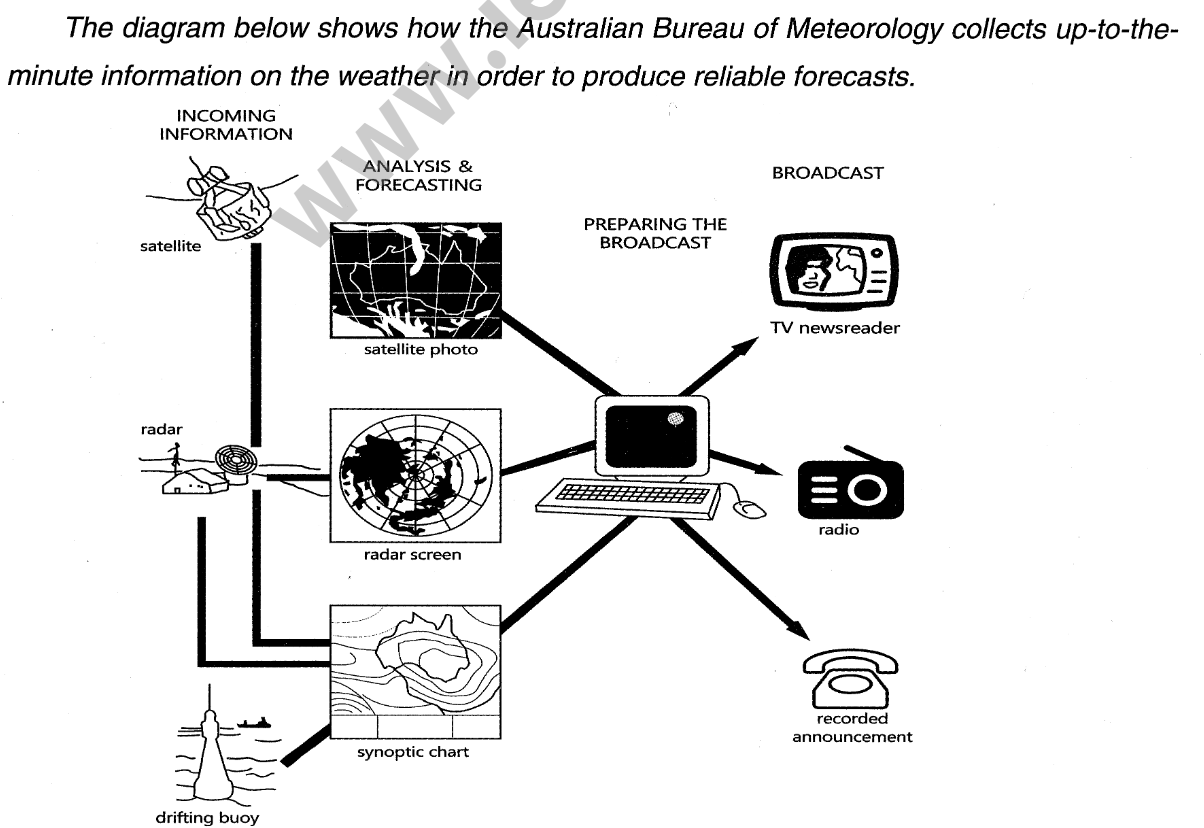 The diagram below shows how the Australian Bureau of Meteorology collects up-to-the-
minute information on the weather in order to produce reliable forecasts.
INCOMING
INFORMATION
ANALYSIS &
FORECASTING
PREPARING THE
BROADCAST
BROADCAST
satellite
satellite photo
TV newsreader
radar
radar screen
radio
synoptic chart
recorded
announcement
drifting buoy